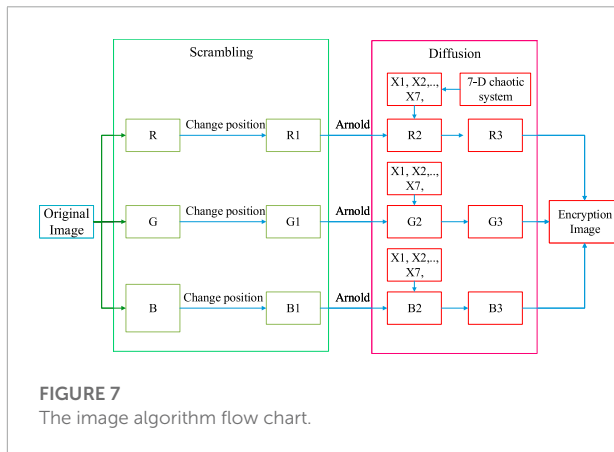 Scrambling
Diffusion
X1, X2,..,
X7,
7-D chaotic
system
R
Change position
R1
Arnold
R2
R3
X1, X2,..,
X7,
Original
Image
G
Change position
G1
Arnold
G2
G3
Encryption
Image
X1, X2,..,
X7,
B
Change position
B1
Arnold
B2
B3
FIGURE 7
The image algorithm flow chart.